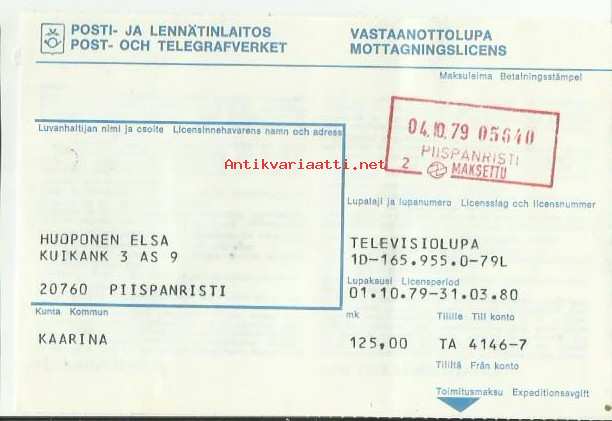 POSTI- JA LENNÄTINLAITOS
POST- OCH TELEGRAFVERKET
VASTAANOTTOLUPA
MOTTAGNINGSLICENS
Maksuleima Betalningsstämpel
04.10.79 05640
PIISPANRISTI
2 MAKSETTU
Luvanhaltijan nimi ja osoite Licensinnehavarens namn och adress
Antikvariaatti.net
Lupalaji ja lupanumero Licensslag och licensnummer
HUOPONEN ELSA
KUIKANK 3 AS 9
20760 PIISPANRISTI
TELEVISIOLUPA
1D-165.955.0-79L
Lupakausi Licensperiod
01.10.79-31.03.80
Kunta Kommun
mk Tilille Till konto
KAARINA
125,00 TA 4146-7
Tililtä Från konto
Toimitusmaksu Expeditionsavgift